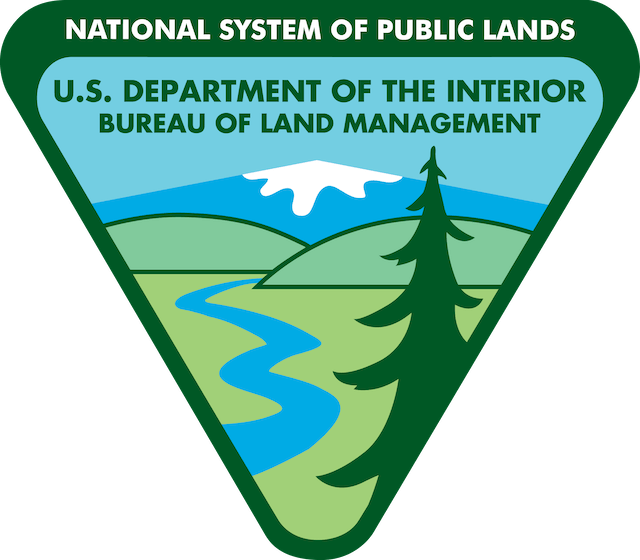 NATIONAL SYSTEM OF PUBLIC LANDS
U.S. DEPARTMENT OF THE INTERIOR
BUREAU OF LAND MANAGEMENT